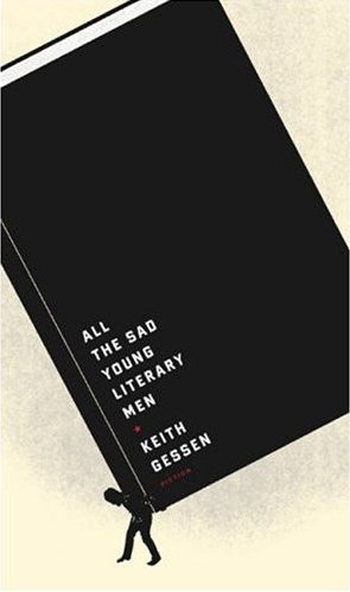 ALL
THE SAD
YOUNG
LITERARY
MEN
★
KEITH
GESSEN
FICTION